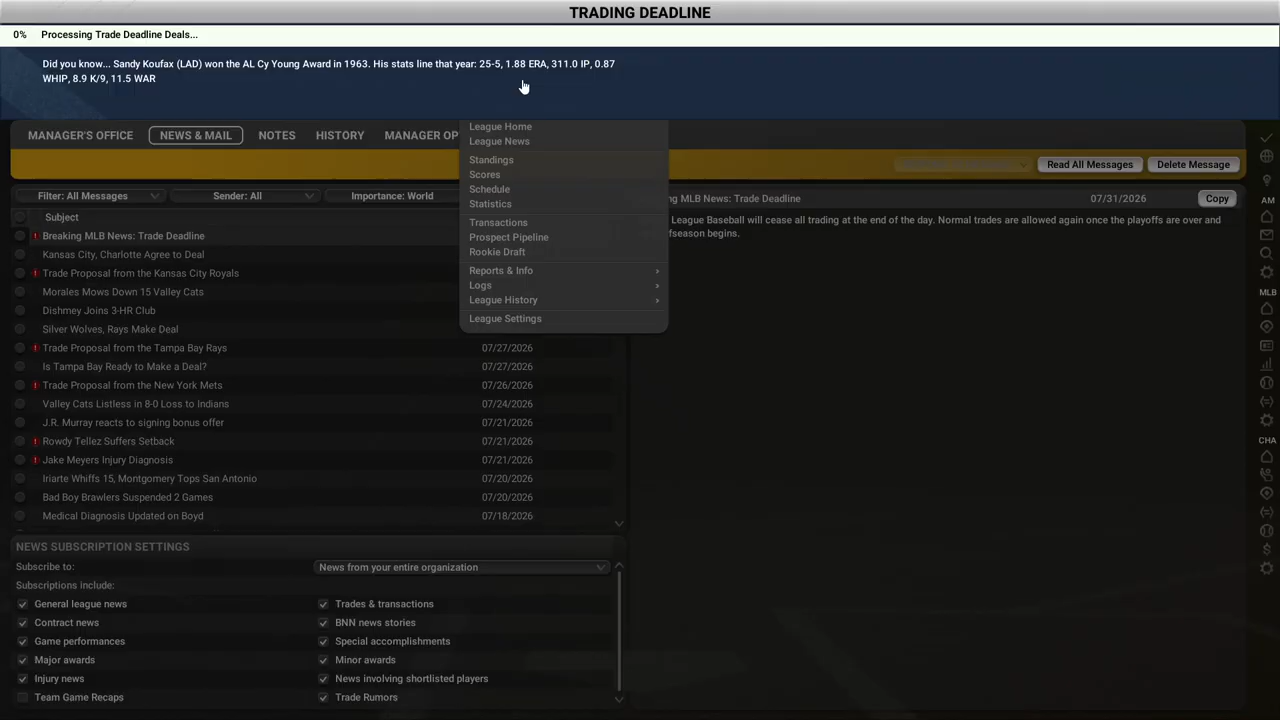 TRADING DEADLINE
0% Processing Trade Deadline Deals...
Did you know... Sandy Koufax (LAD) won the AL Cy Young Award in 1963. His stats line that year: 25-5, 1.88 ERA, 311.0 IP, 0.87
WHIP, 8.9 K/9, 11.5 WAR
MANAGER'S OFFICE NEWS & MAIL NOTES HISTORY MANAGER OP
League Home
League News
Standings
Scores
Schedule
Statistics
Transactions
Prospect Pipeline
Rookie Draft
Reports & Info
Logs
League History
League Settings
Read All Messages Delete Message
Filter: All Messages Sender: All Importance: World
Subject
Breaking MLB News: Trade Deadline
Kansas City, Charlotte Agree to Deal
Trade Proposal from the Kansas City Royals
Morales Mows Down 15 Valley Cats
Dishmey Joins 3-HR Club
Silver Wolves, Rays Make Deal
Trade Proposal from the Tampa Bay Rays 07/27/2026
Is Tampa Bay Ready to Make a Deal? 07/27/2026
Trade Proposal from the New York Mets 07/26/2026
Valley Cats Listless in 8-0 Loss to Indians 07/24/2026
J.R. Murray reacts to signing bonus offer 07/21/2026
Rowdy Tellez Suffers Setback 07/21/2026
Jake Meyers Injury Diagnosis 07/21/2026
Iriarte Whiffs 15, Montgomery Tops San Antonio 07/20/2026
Bad Boy Brawlers Suspended 2 Games 07/20/2026
Medical Diagnosis Updated on Boyd 07/18/2026
ng MLB News: Trade Deadline 07/31/2026 Copy
League Baseball will cease all trading at the end of the day. Normal trades are allowed again once the playoffs are over and
fseason begins.
NEWS SUBSCRIPTION SETTINGS
Subscribe to: News from your entire organization
Subscriptions include:
General league news Trades & transactions
Contract news BNN news stories
Game performances Special accomplishments
Major awards Minor awards
Injury news News involving shortlisted players
Team Game Recaps Trade Rumors
AM
MLB
CHA